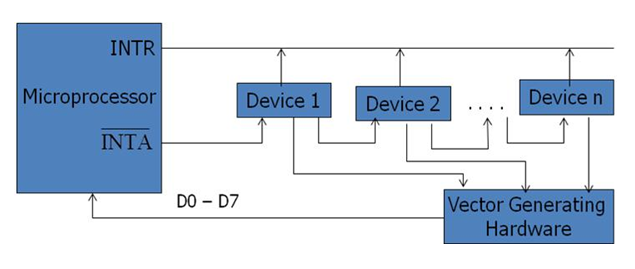 INTR
Microprocessor
INTA
Device 1
Device 2
. . . .
Device n
D0 – D7
Vector Generating
Hardware